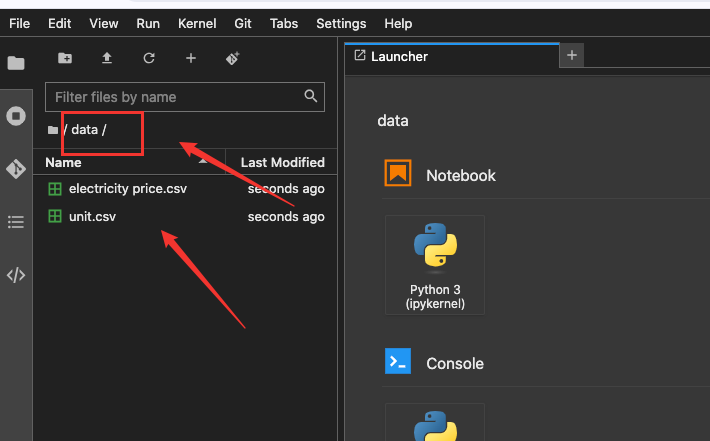 File Edit View Run Kernel Git Tabs Settings Help
Launcher
Filter files by name
/ data /
Name Last Modified
electricity price.csv seconds ago
unit.csv seconds ago
data
Notebook
Python 3
(ipykernel)
Console